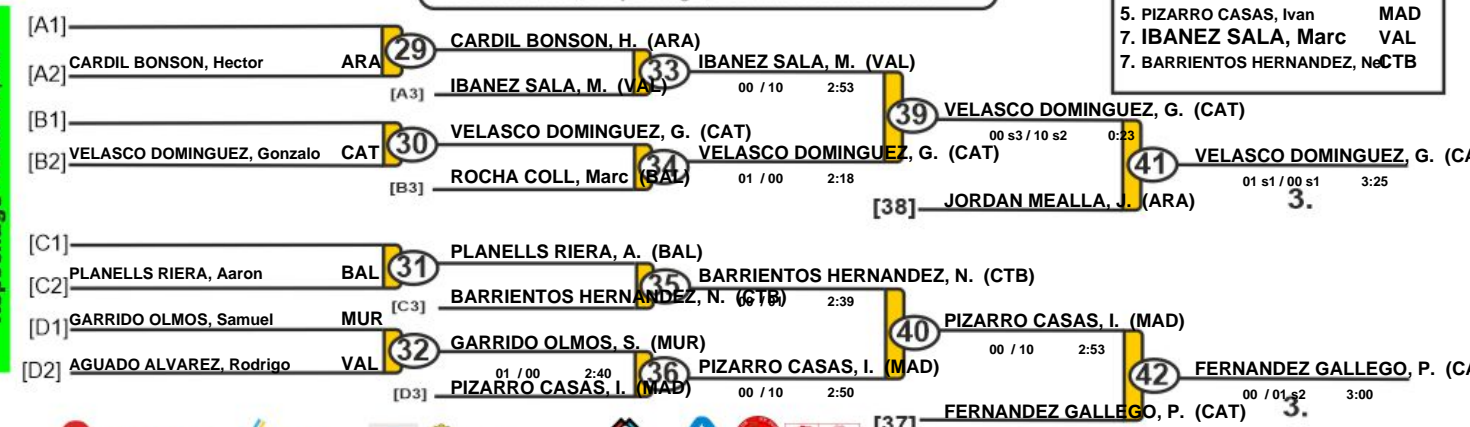 5. PIZARRO CASAS, Ivan MAD
7. IBANEZ SALA, Marc VAL
7. BARRIENTOS HERNANDEZ, Nel CTB
[A1]
[A2] CARDIL BONSON, Hector ARA
29
CARDIL BONSON, H. (ARA)
[A3] IBANEZ SALA, M. (VAL)
33
IBANEZ SALA, M. (VAL)
00 / 10 2:53
[B1]
[B2] VELASCO DOMINGUEZ, Gonzalo CAT
30
VELASCO DOMINGUEZ, G. (CAT)
[B3] ROCHA COLL, Marc (BAL)
34
VELASCO DOMINGUEZ, G. (CAT)
01 / 00 2:18
39
VELASCO DOMINGUEZ, G. (CAT)
00 s3 / 10 s2 0:23
[38] JORDAN MEALLA, J. (ARA)
41
VELASCO DOMINGUEZ, G. (CA
01 s1 / 00 s1 3:25
3.
[C1]
[C2] PLANELLS RIERA, Aaron BAL
31
PLANELLS RIERA, A. (BAL)
[C3] BARRIENTOS HERNANDEZ, N. (CTB)
35
BARRIENTOS HERNANDEZ, N. (CTB)
00 / 01 2:39
[D1] GARRIDO OLMOS, Samuel MUR
[D2] AGUADO ALVAREZ, Rodrigo VAL
32
GARRIDO OLMOS, S. (MUR)
01 / 00 2:40
[D3] PIZARRO CASAS, I. (MAD)
36
PIZARRO CASAS, I. (MAD)
00 / 10 2:50
40
PIZARRO CASAS, I. (MAD)
00 / 10 2:53
[37] FERNANDEZ GALLEGO, P. (CAT)
42
FERNANDEZ GALLEGO, P. (CA
00 / 01 s2 3:00
3.